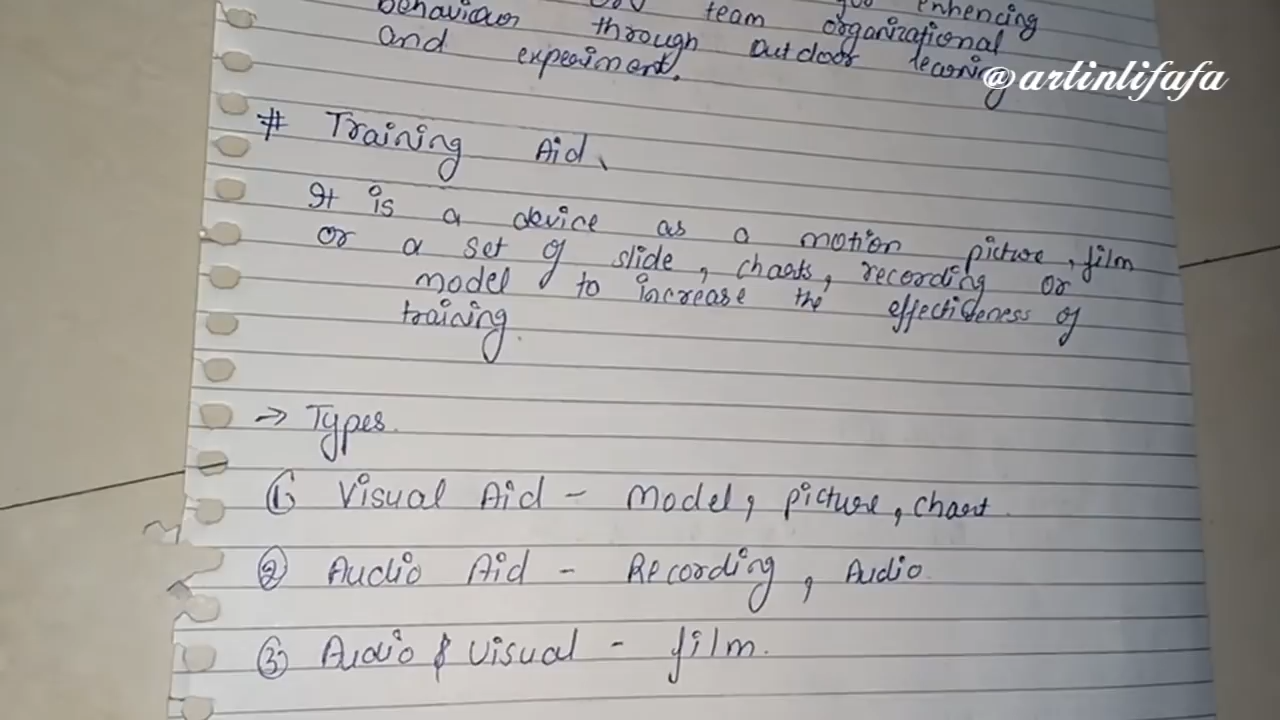 team
enhencing
behaviour through outdoor learning
organizational
and experiment.
@artinlifafa
# Training Aid
It is a device as a motion picture, film
or a set of slide, charts, recording or
model to increase the effectiveness of
training.
→ Types.
① Visual Aid - Model, picture, chart.
② Audio Aid - Recording, Audio.
③ Audio & Visual - film.